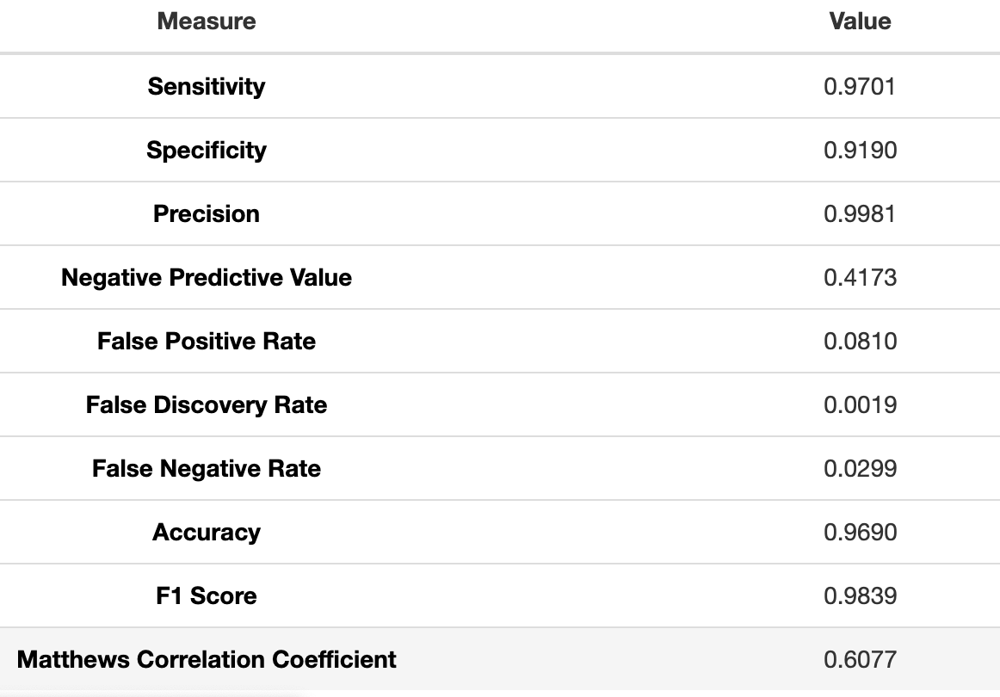 Measure Value
Sensitivity 0.9701
Specificity 0.9190
Precision 0.9981
Negative Predictive Value 0.4173
False Positive Rate 0.0810
False Discovery Rate 0.0019
False Negative Rate 0.0299
Accuracy 0.9690
F1 Score 0.9839
Matthews Correlation Coefficient 0.6077